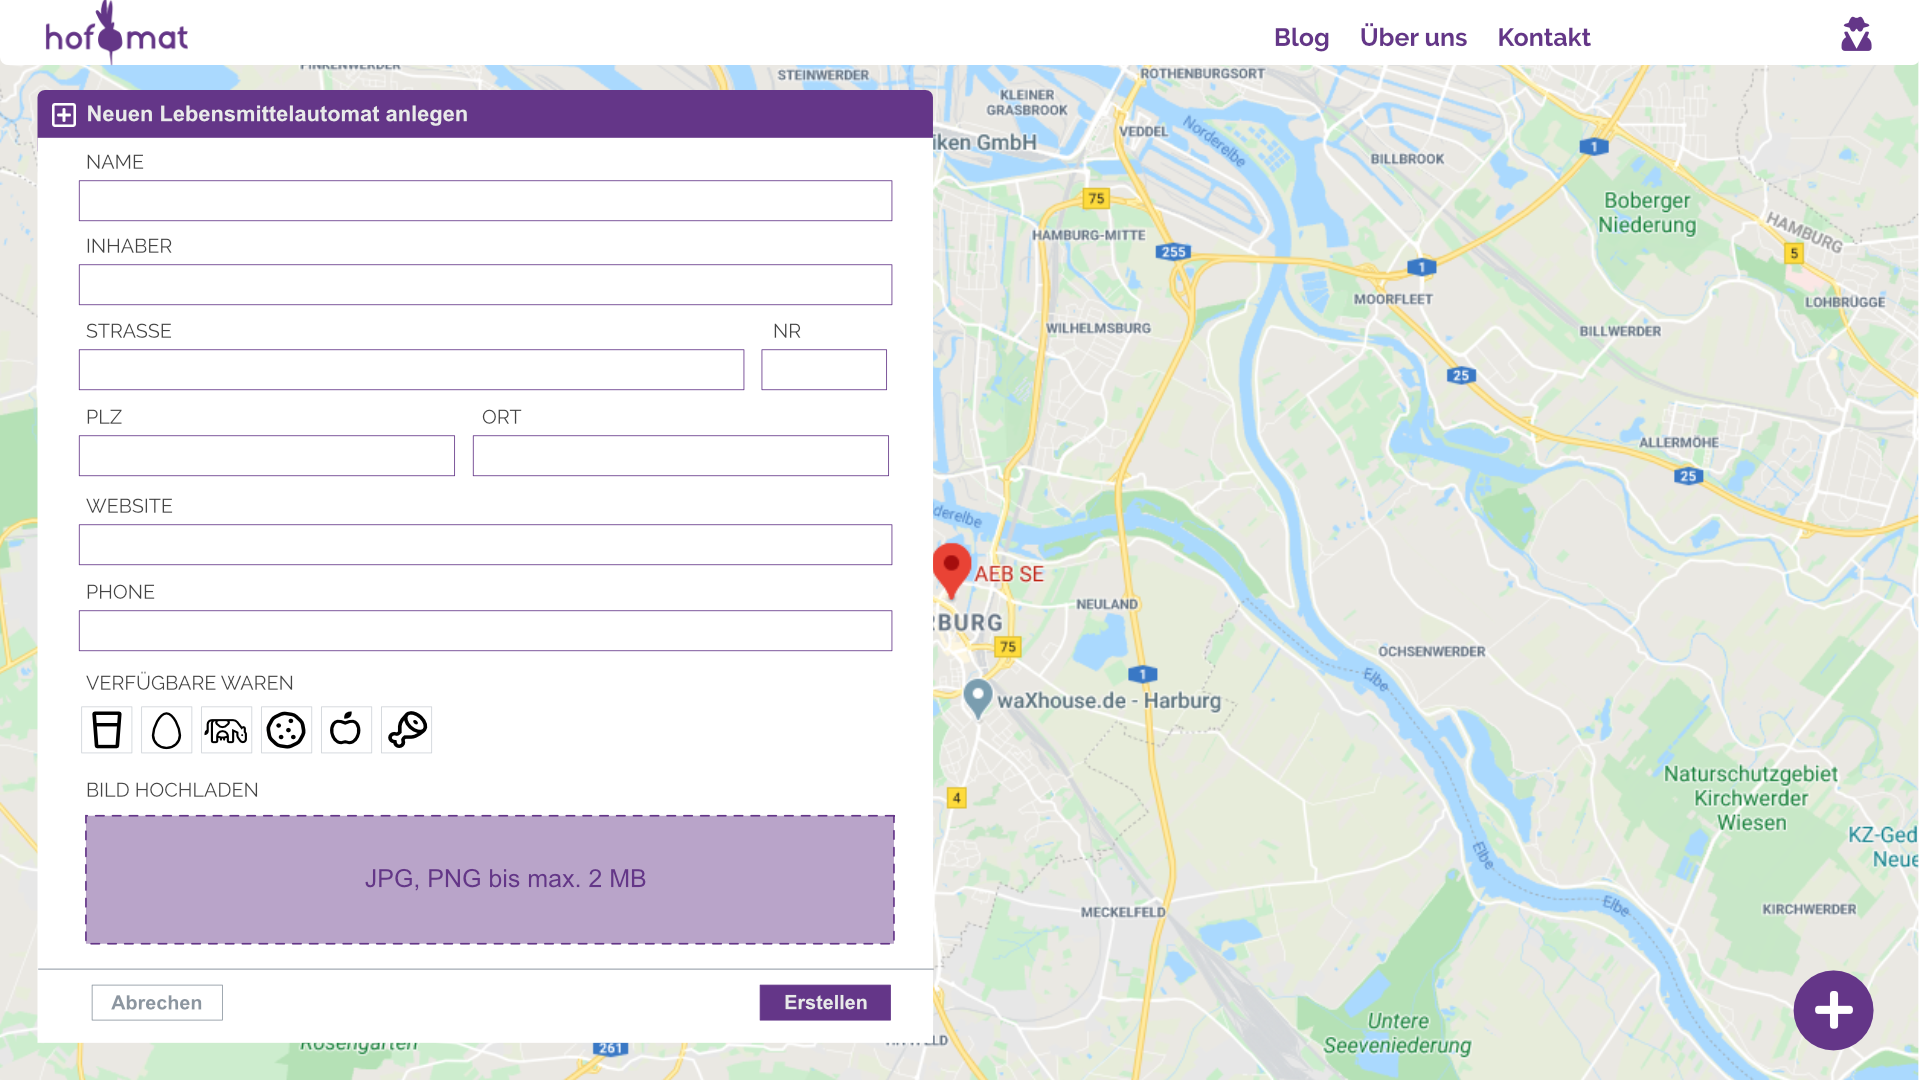 hofmat
Blog Über uns Kontakt
Neuen Lebensmittelautomat anlegen
NAME
INHABER
STRASSE NR
PLZ ORT
WEBSITE
PHONE
VERFÜGBARE WAREN
BILD HOCHLADEN
JPG, PNG bis max. 2 MB
Abrechen Erstellen
STEINWERDER
ROTHENBURGSORT
KLEINER
GRASBROOK
iken GmbH
VEDDEL
Norderelbe
BILLBROOK
1
75
Boberger
Niederung
HAMBURG
HAMBURG-MITTE
255
5
1
MOORFLEET
LOHBRÜGGE
WILHELMSBURG
BILLWERDER
25
ALLERMÖHE
25
derelbe
AEB SE
NEULAND
BURG
75
OCHSENWERDER
1
Elbe
waXhouse.de - Harburg
Naturschutzgebiet
Kirchwerder
Wiesen
4
KZ-Ged
Neue
Elbe
Elbe
MECKELFELD
KIRCHWERDER
Untere
Seeveniederung
Rosengarten
261